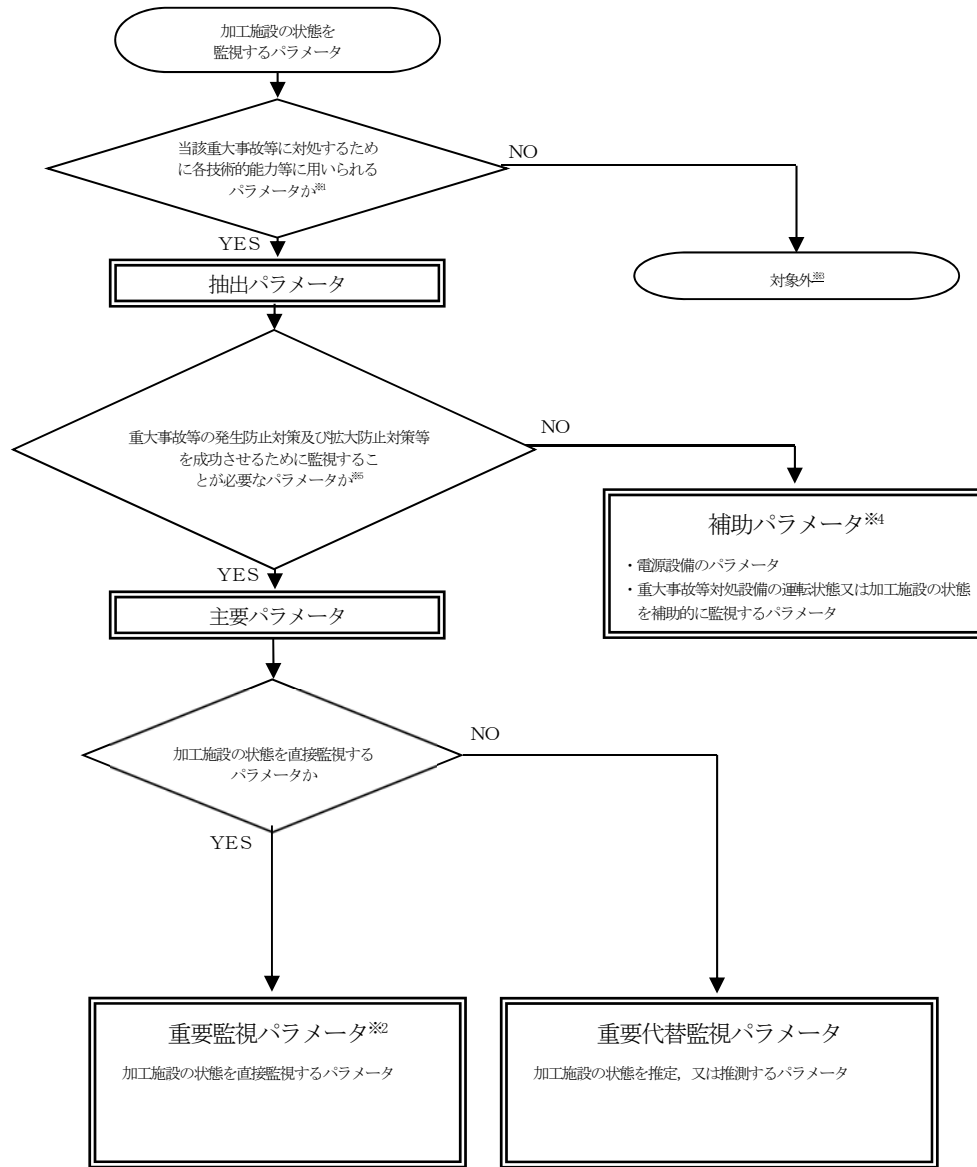 加工施設の状態を
監視するパラメータ
当該重大事故等に対処するため
に各技術的能力等に用いられる
パラメータか※1
NO
YES
抽出パラメータ
対象外※3
重大事故等の発生防止対策及び拡大防止対策等
を成功させるために監視するこ
とが必要なパラメータか※5
NO
YES
補助パラメータ※4
・電源設備のパラメータ
・重大事故等対処設備の運転状態又は加工施設の状態
を補助的に監視するパラメータ
主要パラメータ
加工施設の状態を直接監視する
パラメータか
NO
YES
重要監視パラメータ※2
加工施設の状態を直接監視するパラメータ
重要代替監視パラメータ
加工施設の状態を推定，又は推測するパラメータ